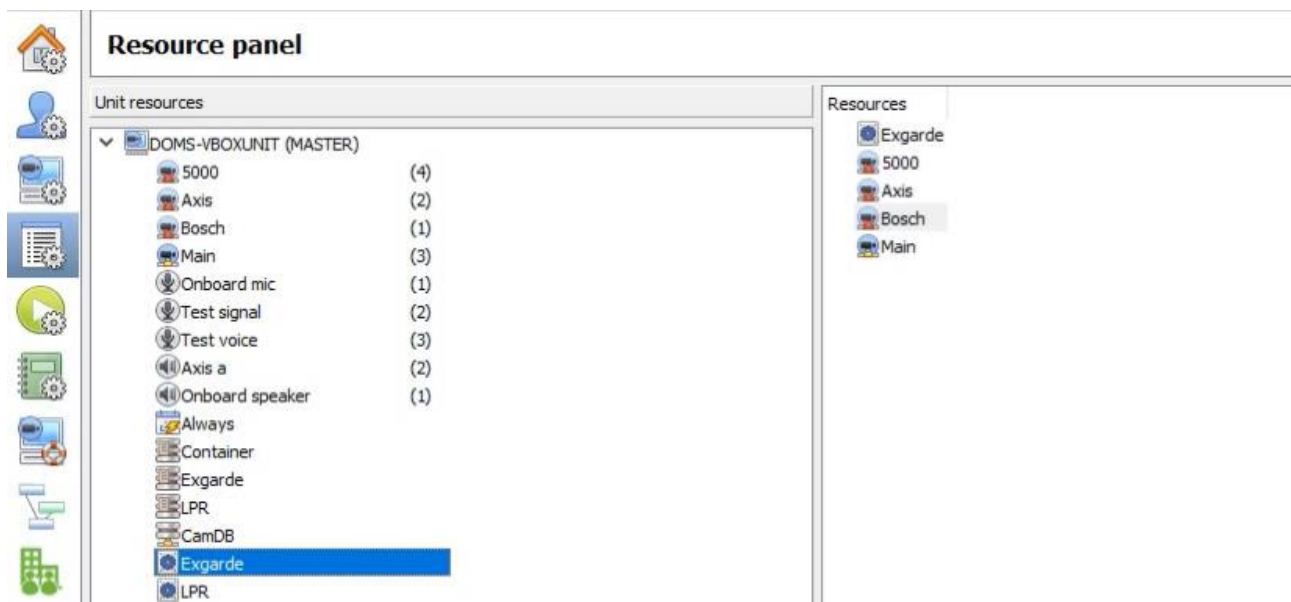 Resource panel
Unit resources
DOMS-VBOXUNIT (MASTER)
5000 (4)
Axis (2)
Bosch (1)
Main (3)
Onboard mic (1)
Test signal (2)
Test voice (3)
Axis a (2)
Onboard speaker (1)
Always
Container
Exgarde
LPR
CamDB
Exgarde
LPR
Resources
Exgarde
5000
Axis
Bosch
Main